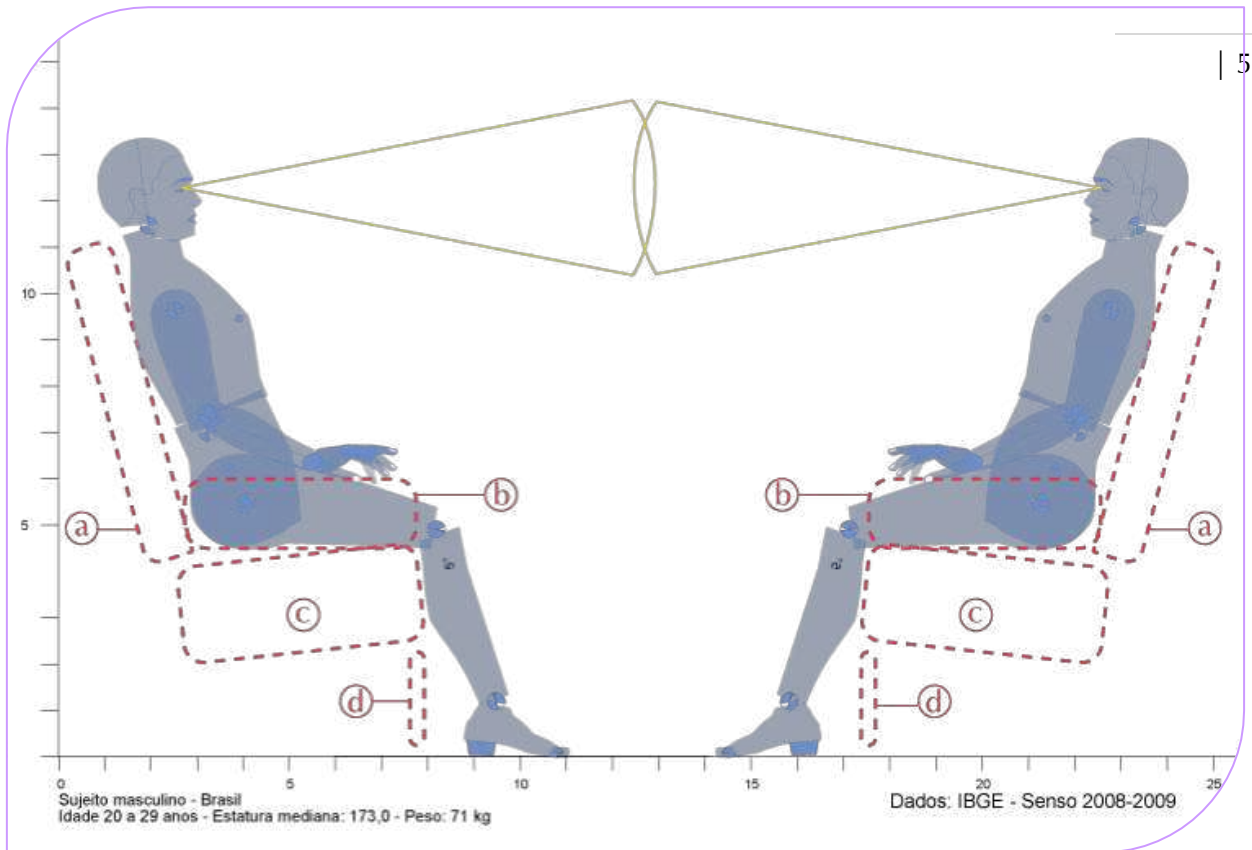 | 5
10
b
b
5
a
a
c
c
d
d
0
5
10
15
20
25
Sujeito masculino - Brasil
Idade 20 a 29 anos - Estatura mediana: 173,0 - Peso: 71 kg
Dados: IBGE - Senso 2008-2009